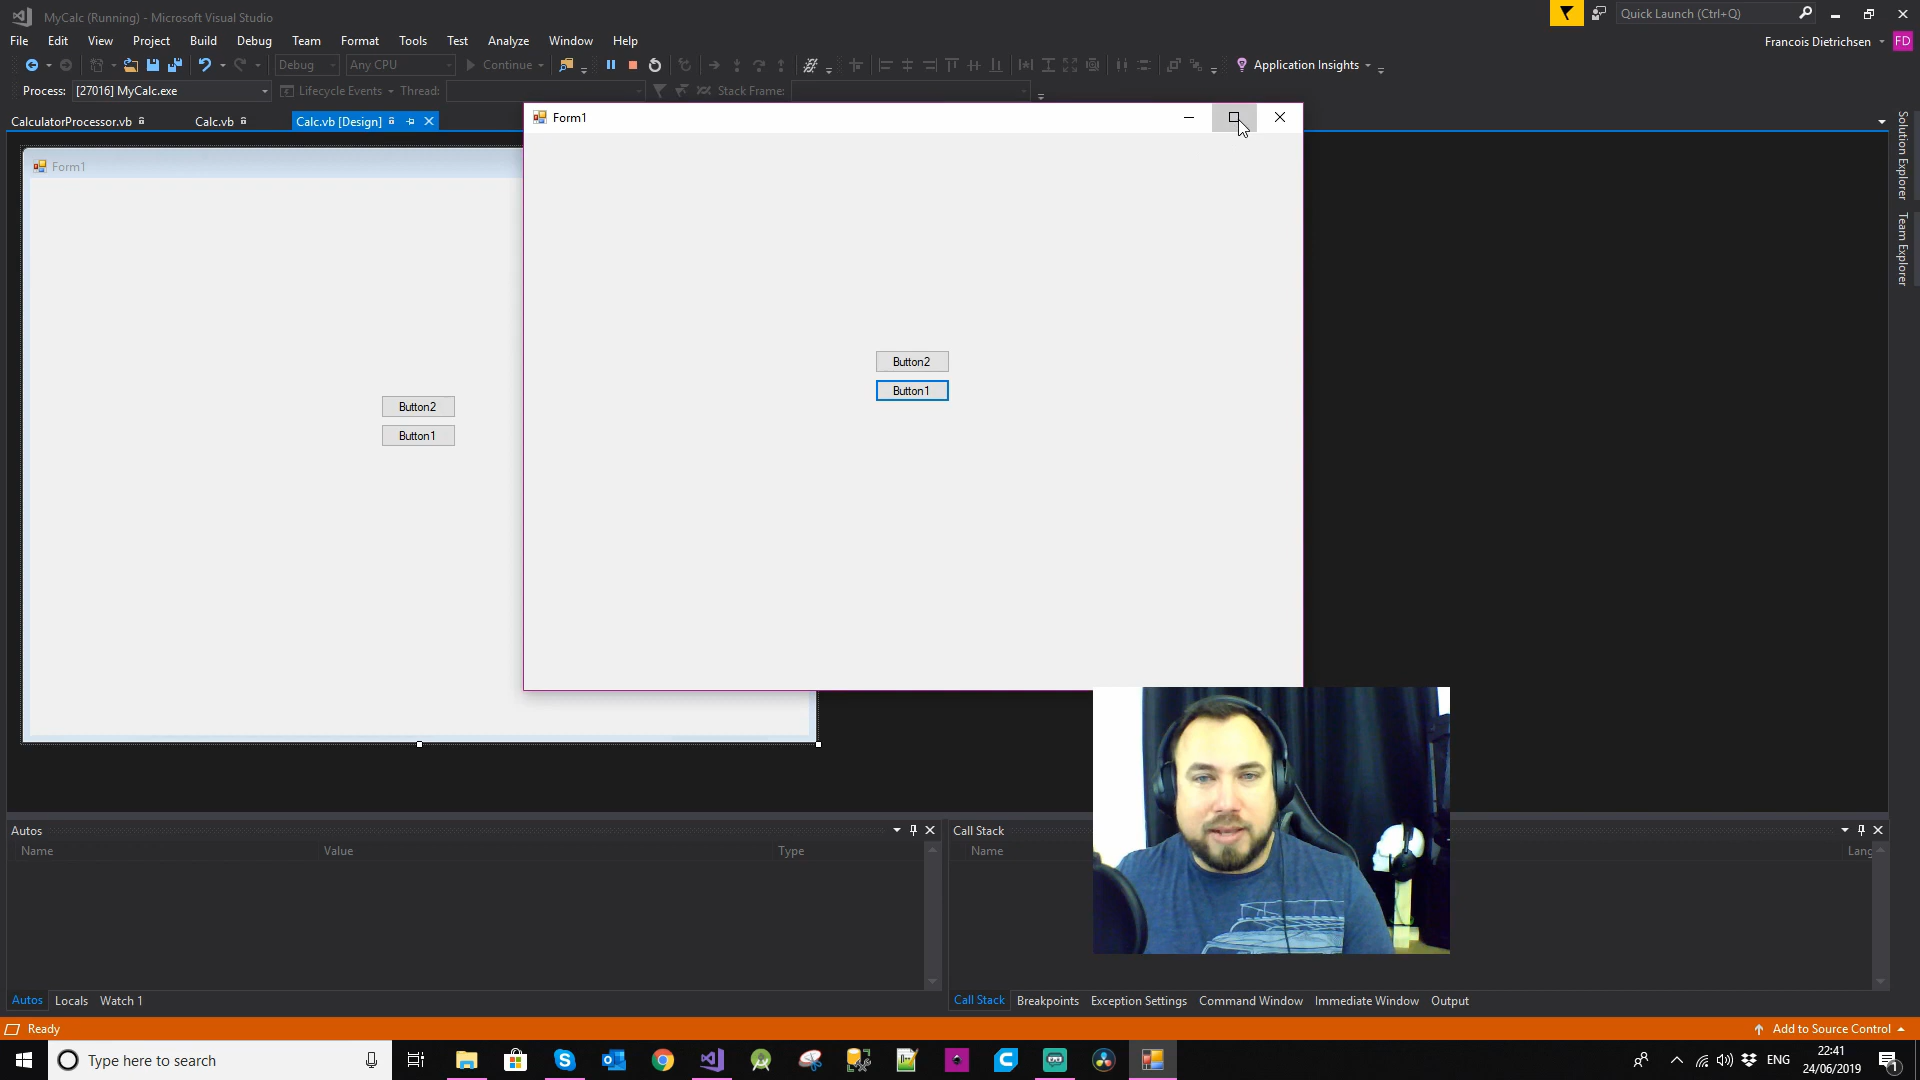 MyCalc (Running) - Microsoft Visual Studio
Quick Launch (Ctrl+Q)
File Edit View Project Build Debug Team Format Tools Test Analyze Window Help
Francois Dietrichsen FD
Debug Any CPU Continue Application Insights
Process: [27016] MyCalc.exe Lifecycle Events Thread: Stack Frame:
CalculatorProcessor.vb Calc.vb Calc.vb [Design]
Form1
Form1
Solution Explorer
Team Explorer
Button2
Button1
Button2
Button1
Autos
Name Value Type
Call Stack
Name Lang
Autos Locals Watch 1
Call Stack Breakpoints Exception Settings Command Window Immediate Window Output
Ready
Add to Source Control
Type here to search
ENG
22:41
24/06/2019
1